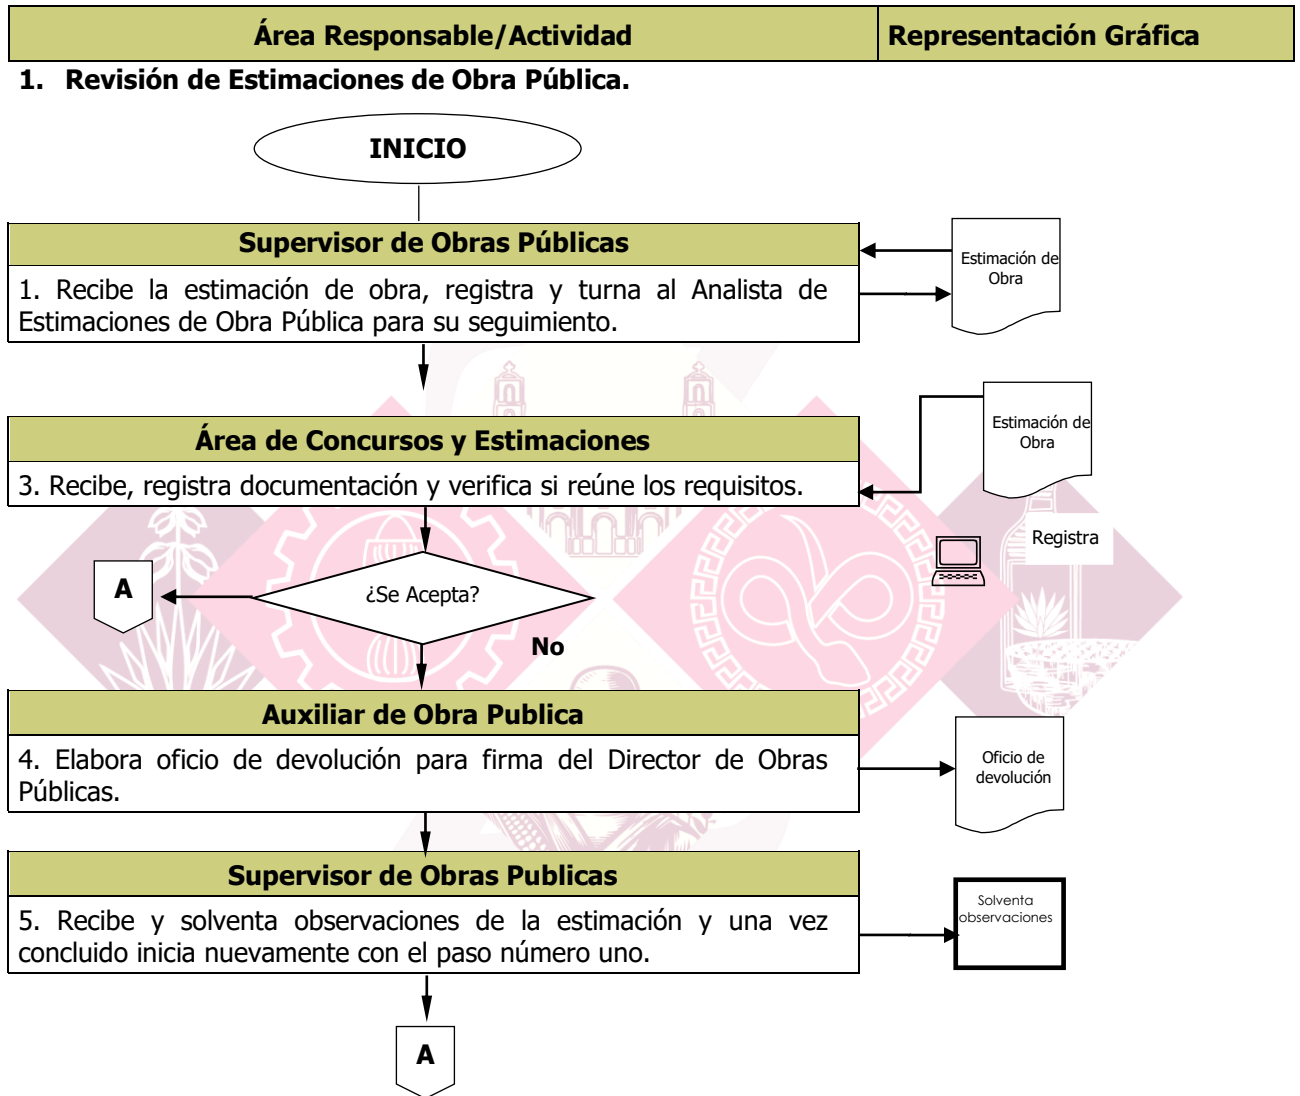 Área Responsable/Actividad
Representación Gráfica
1. Revisión de Estimaciones de Obra Pública.
INICIO
Supervisor de Obras Públicas
1. Recibe la estimación de obra, registra y turna al Analista de
Estimaciones de Obra Pública para su seguimiento.
Estimación de
Obra
Área de Concursos y Estimaciones
3. Recibe, registra documentación y verifica si reúne los requisitos.
Estimación de
Obra
Registra
A
¿Se Acepta?
No
Auxiliar de Obra Publica
4. Elabora oficio de devolución para firma del Director de Obras
Públicas.
Oficio de
devolución
Supervisor de Obras Publicas
5. Recibe y solventa observaciones de la estimación y una vez
concluido inicia nuevamente con el paso número uno.
Solventa
observaciones
A